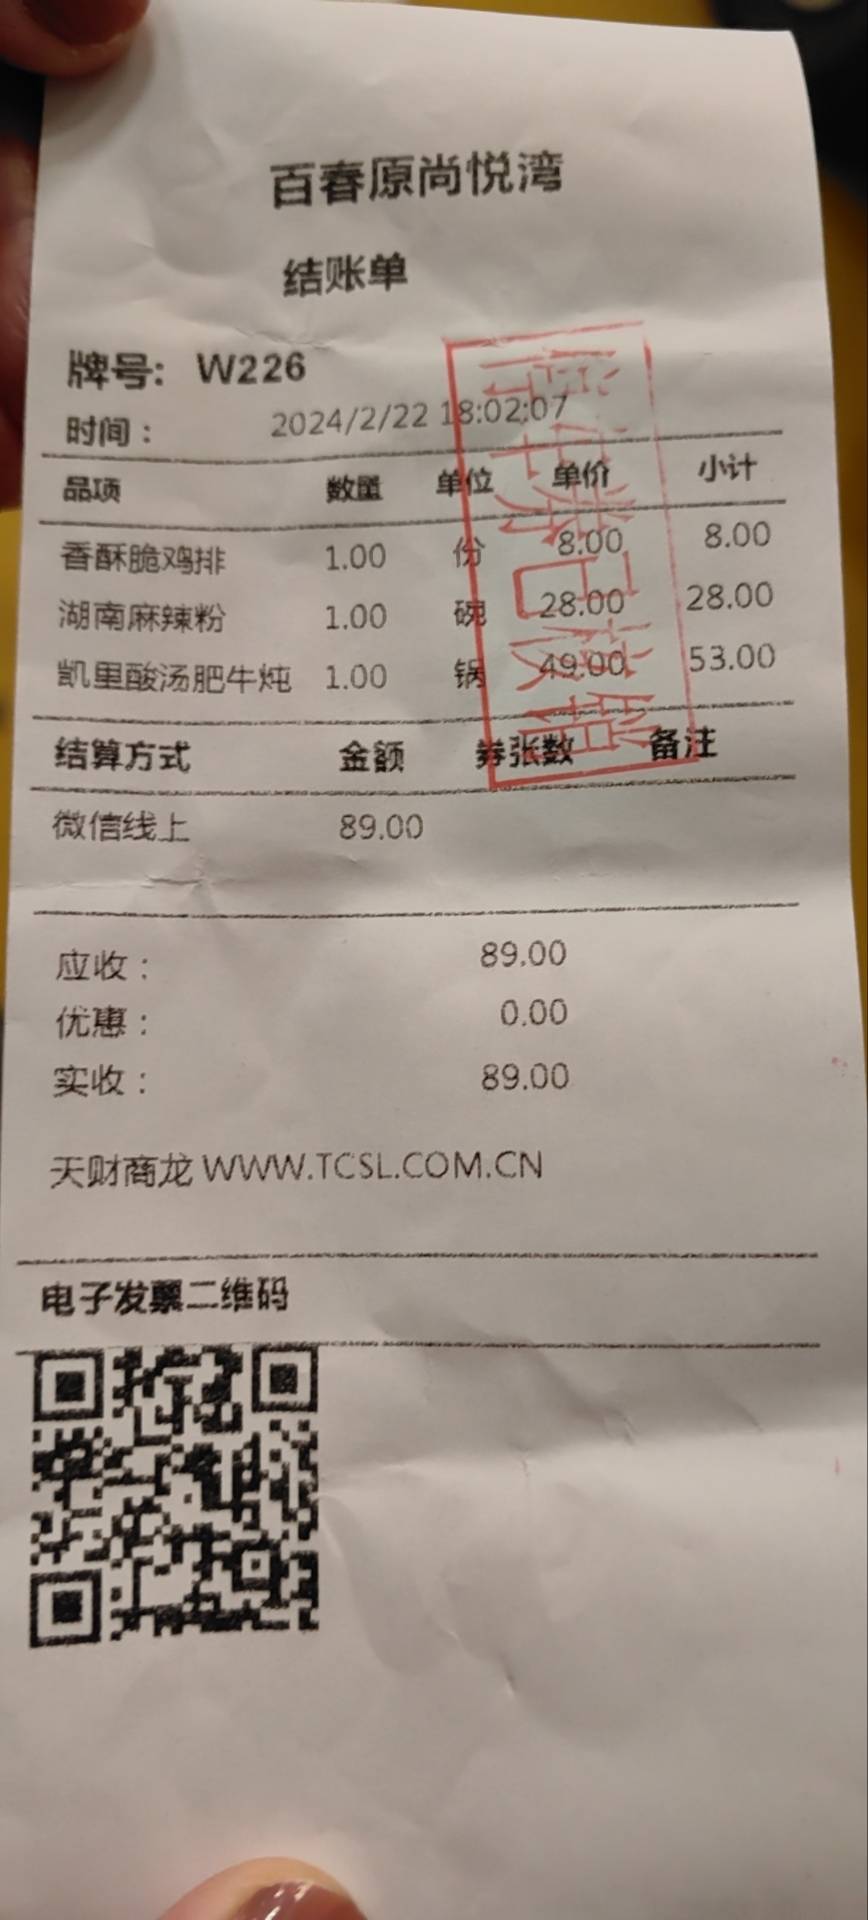 百春原尚悦湾
结账单
牌号: W226
时间： 2024/2/22 18:02:07
品项 数量 单位 单价 小计
香酥脆鸡排 1.00 份 8.00 8.00
湖南麻辣粉 1.00 碗 28.00 28.00
凯里酸汤肥牛炖 1.00 锅 49.00 53.00
结算方式 金额 券张数 备注
微信线上 89.00
应收： 89.00
优惠： 0.00
实收： 89.00
天财商龙 WWW.TCSL.COM.CN
电子发票二维码